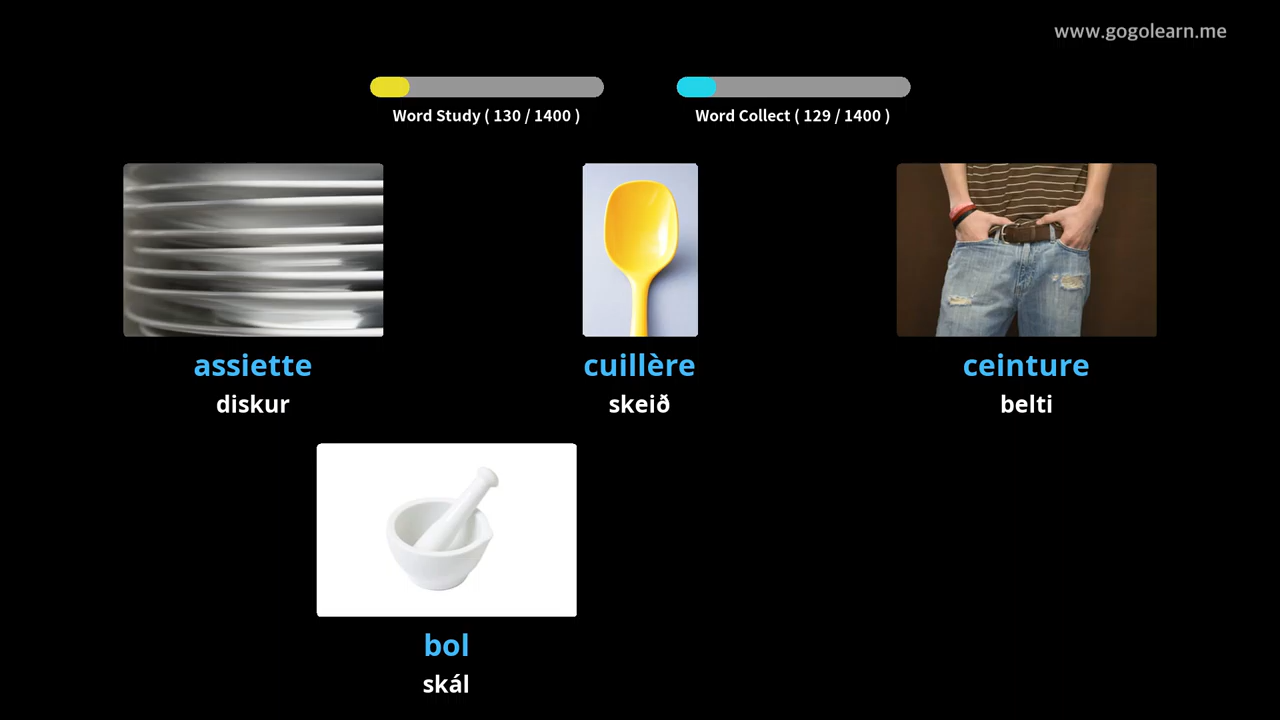 www.gogolearn.me
Word Study ( 130 / 1400 )
Word Collect ( 129 / 1400 )
assiette
diskur
cuillère
skeið
ceinture
belti
bol
skál